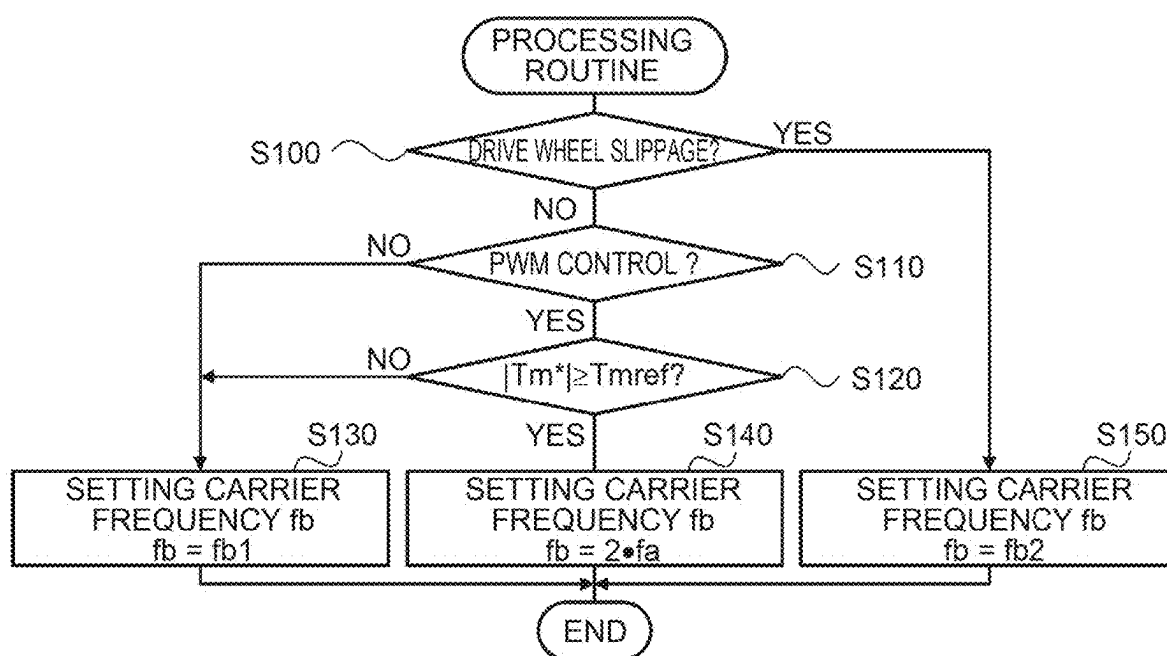 PROCESSING
ROUTINE
S100
DRIVE WHEEL SLIPPAGE?
YES
NO
NO
PWM CONTROL ?
S110
YES
NO
|Tm*|≥Tmref?
S120
YES
S130
S140
S150
SETTING CARRIER
FREQUENCY fb
fb = fb1
SETTING CARRIER
FREQUENCY fb
fb = 2•fa
SETTING CARRIER
FREQUENCY fb
fb = fb2
END